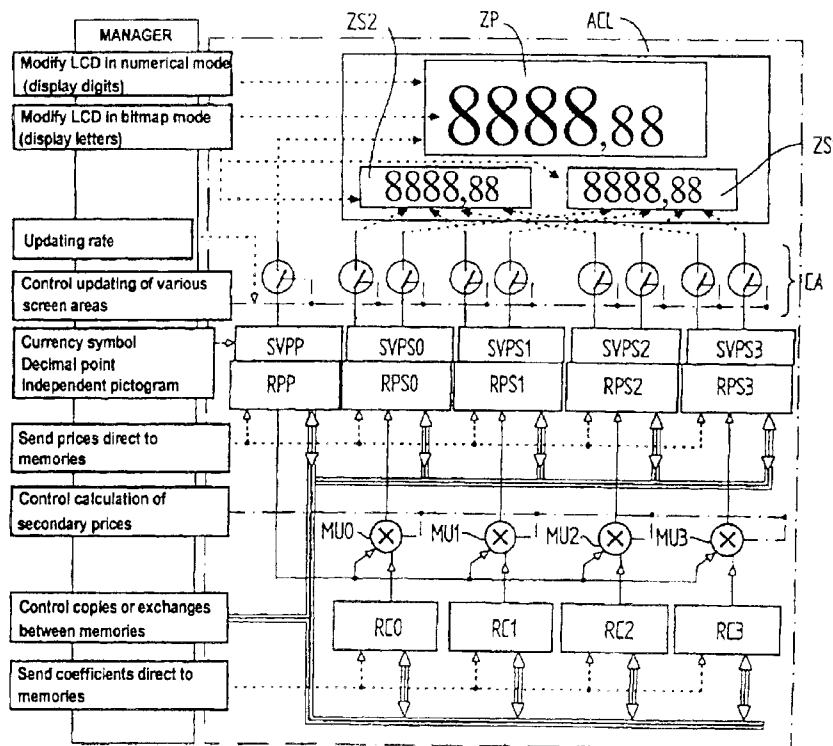 ZS2
ZP
ACL
MANAGER
Modify LCD in numerical mode
(display digits)
Modify LCD in bitmap mode
(display letters)
8888,88
ZS
8888,88
8888,88
Updating rate
Control updating of various
screen areas
CA
Currency symbol
Decimal point
Independent pictogram
SVPP
SVPS0
SVPS1
SVPS2
SVPS3
RPP
RPS0
RPS1
RPS2
RPS3
Send prices direct to
memories
Control calculation of
secondary prices
MU0
MU1
MU2
MU3
Control copies or exchanges
between memories
RC0
RC1
RC2
RC3
Send coefficients direct to
memories